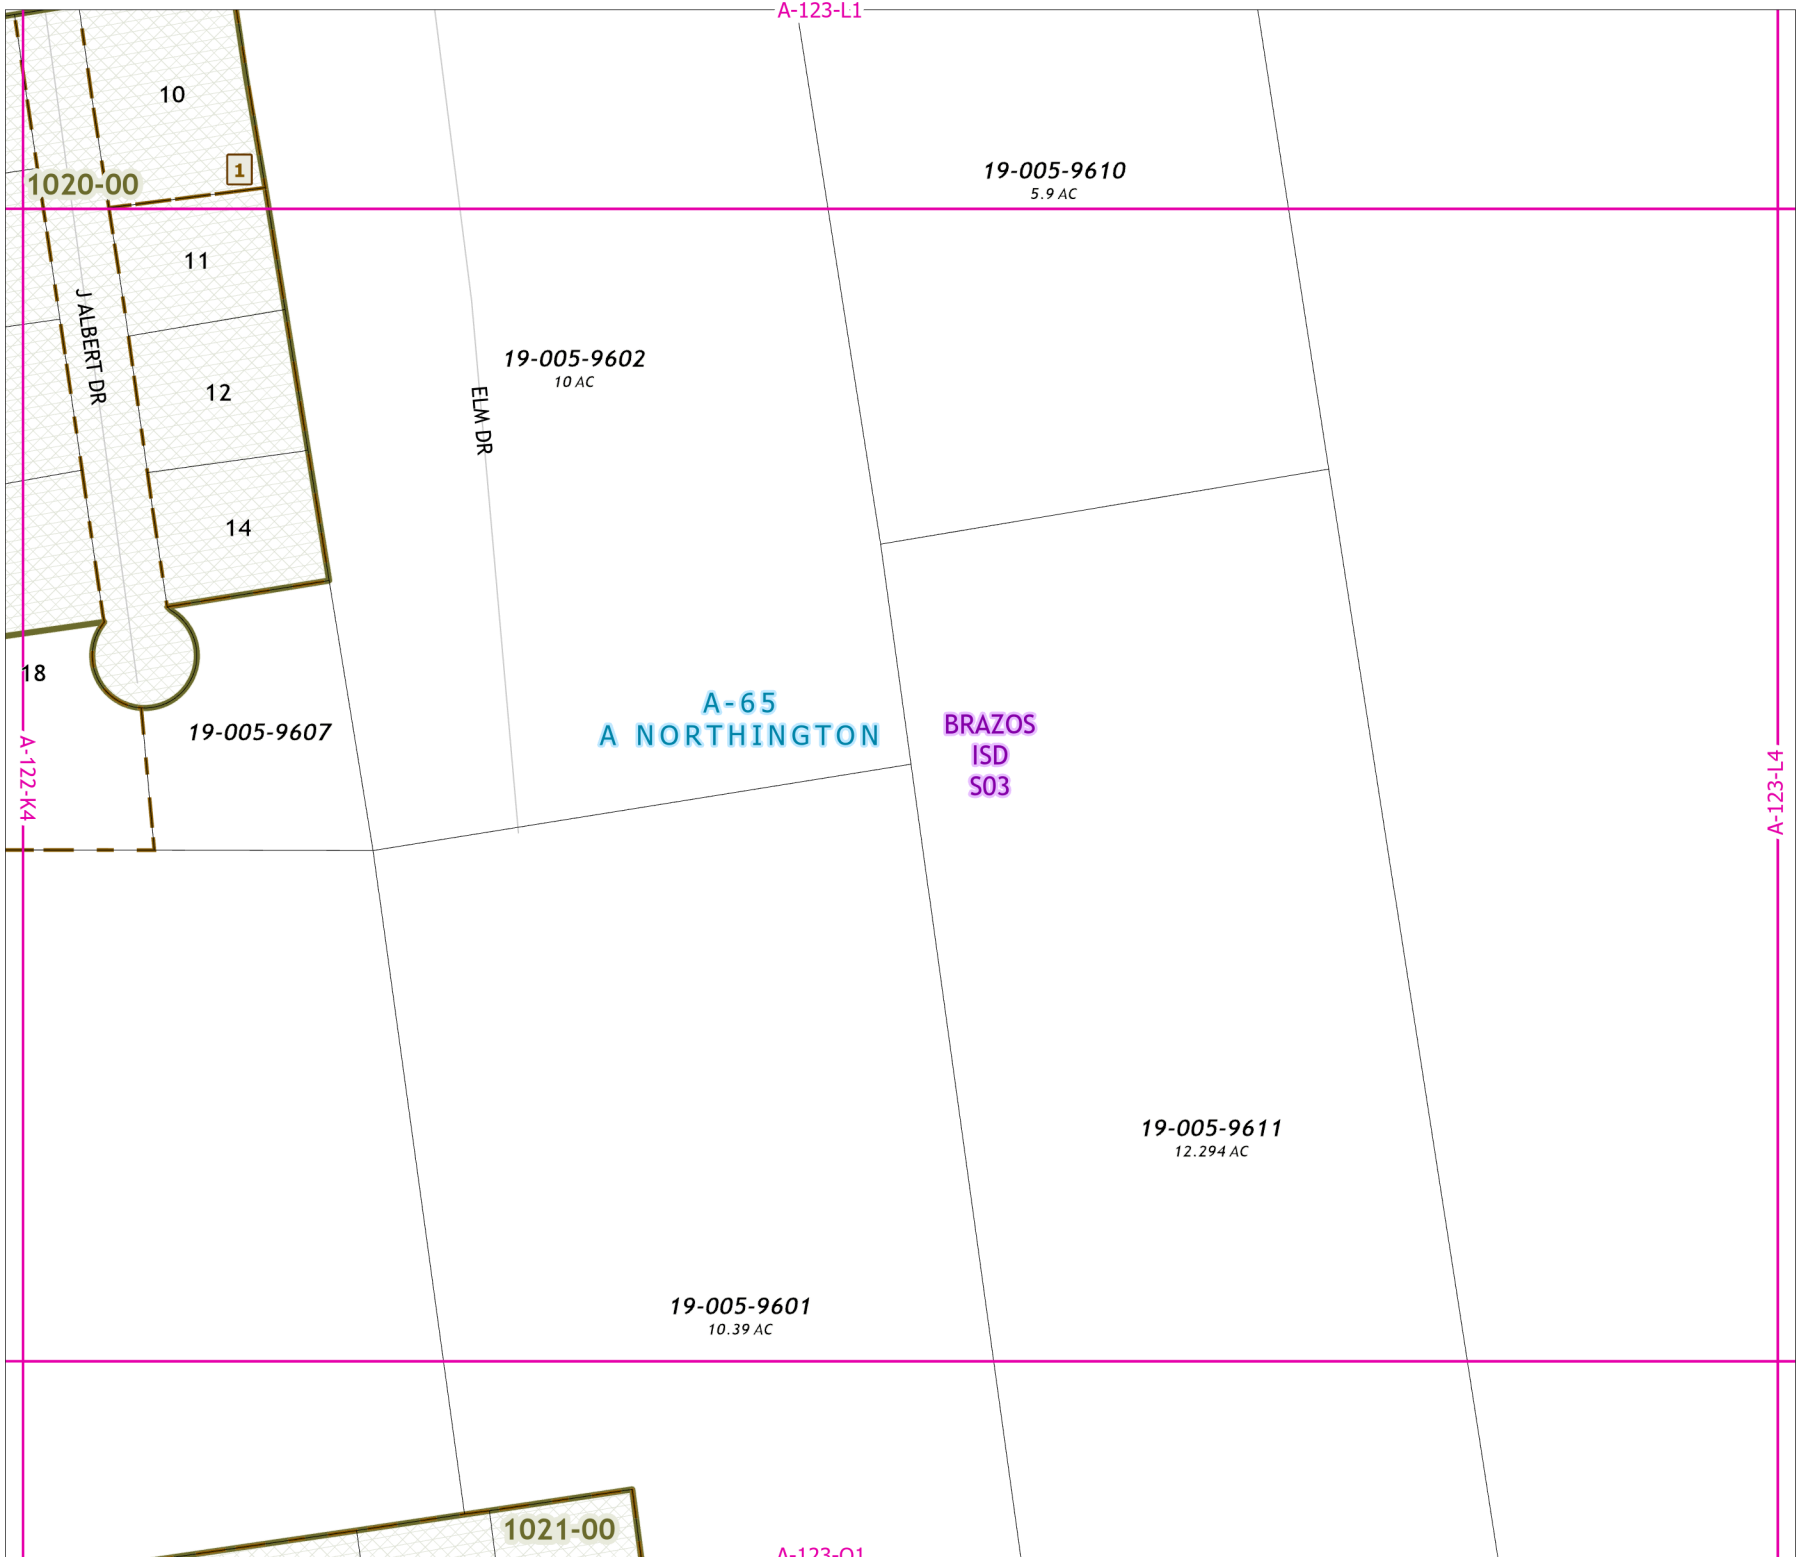 A-123-L1
10
1
1020-00
19-005-9610
5.9 AC
11
J ALBERT DR
19-005-9602
10 AC
12
ELM DR
14
18
19-005-9607
A-65
A NORTHINGTON
BRAZOS
ISD
S03
A-122-K4
A-123-L4
19-005-9611
12.294 AC
19-005-9601
10.39 AC
1021-00